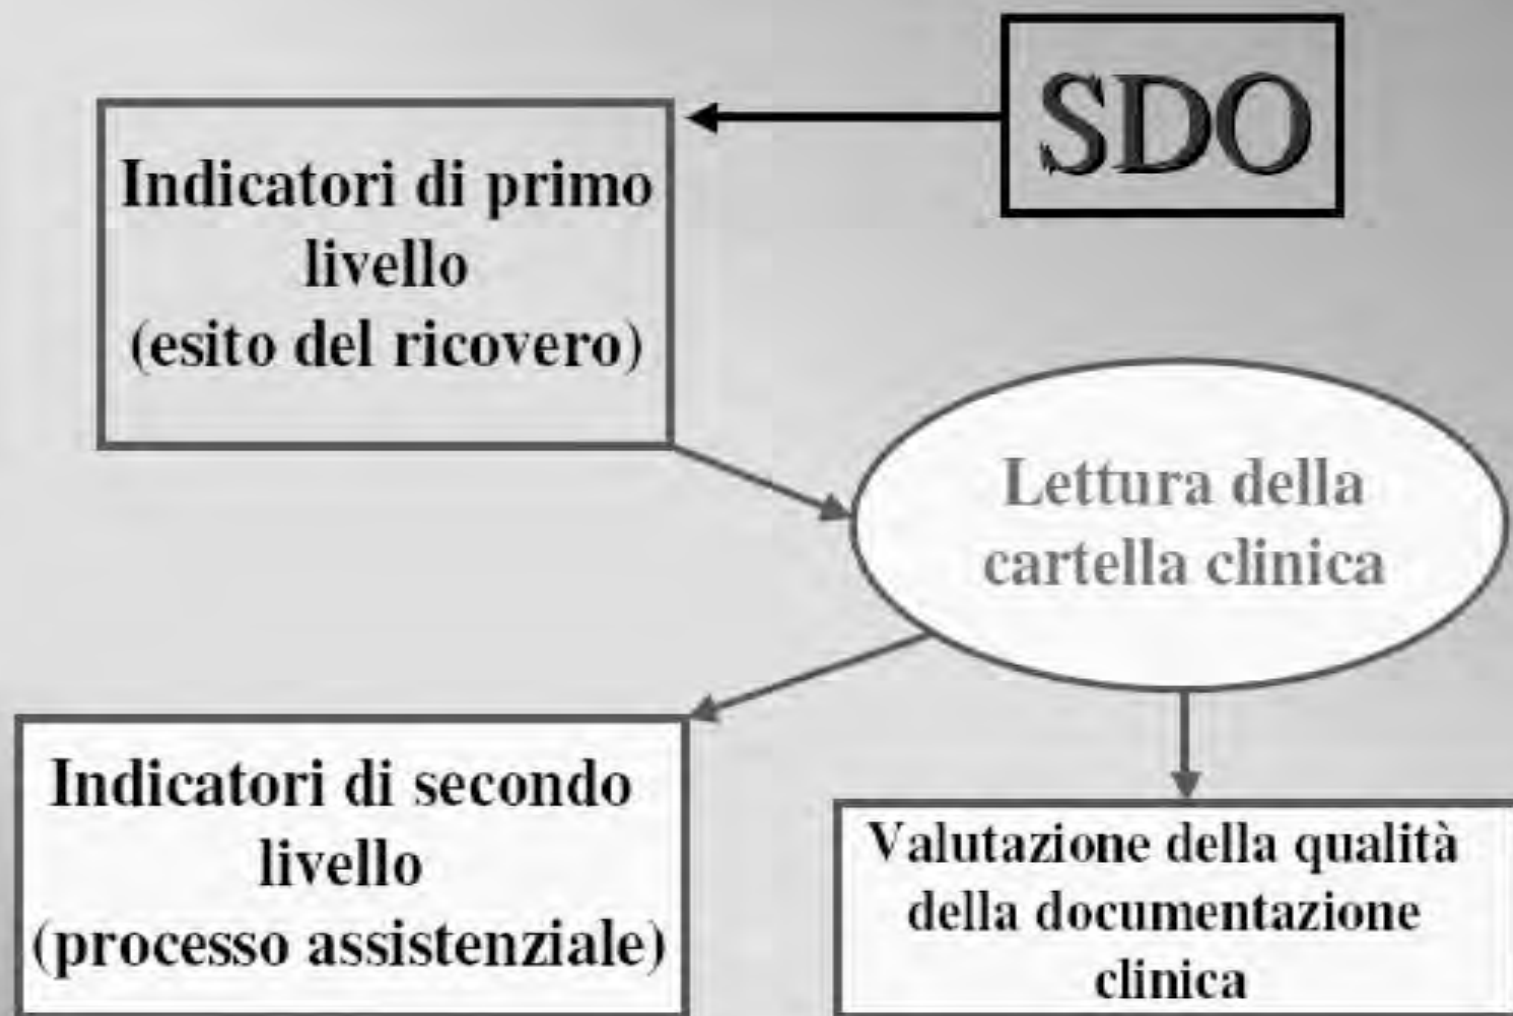 SDO
Indicatori di primo
livello
(esito del ricovero)
Lettura della
cartella clinica
Indicatori di secondo
livello
(processo assistenziale)
Valutazione della qualità
della documentazione
clinica